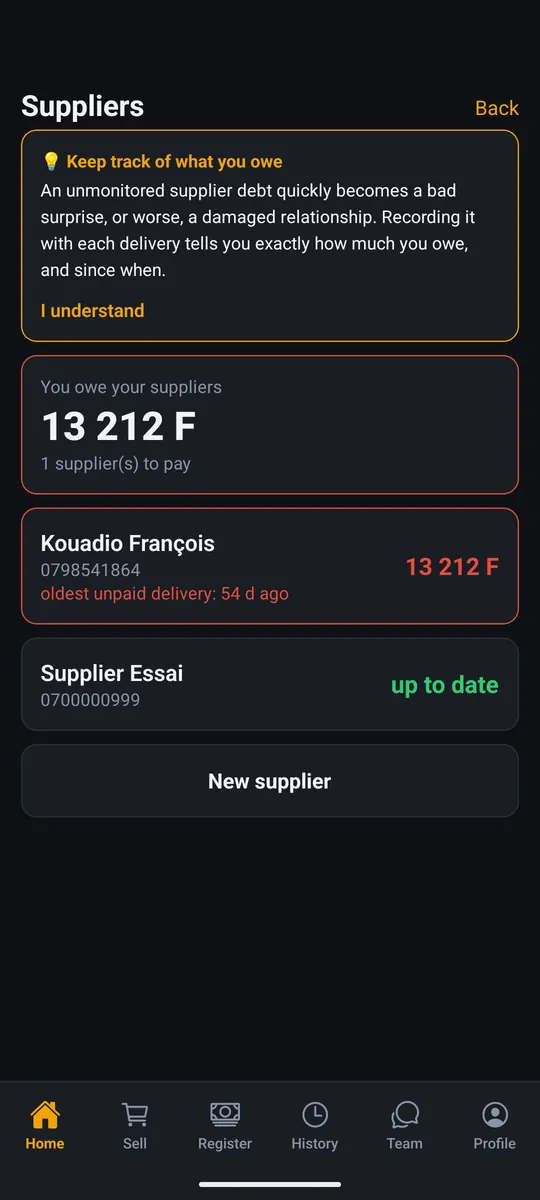 Suppliers
Back
💡 Keep track of what you owe
An unmonitored supplier debt quickly becomes a bad
surprise, or worse, a damaged relationship. Recording it
with each delivery tells you exactly how much you owe,
and since when.
I understand
You owe your suppliers
13 212 F
1 supplier(s) to pay
Kouadio François
0798541864
oldest unpaid delivery: 54 d ago
13 212 F
Supplier Essai
0700000999
up to date
New supplier
Home
Sell
Register
History
Team
Profile